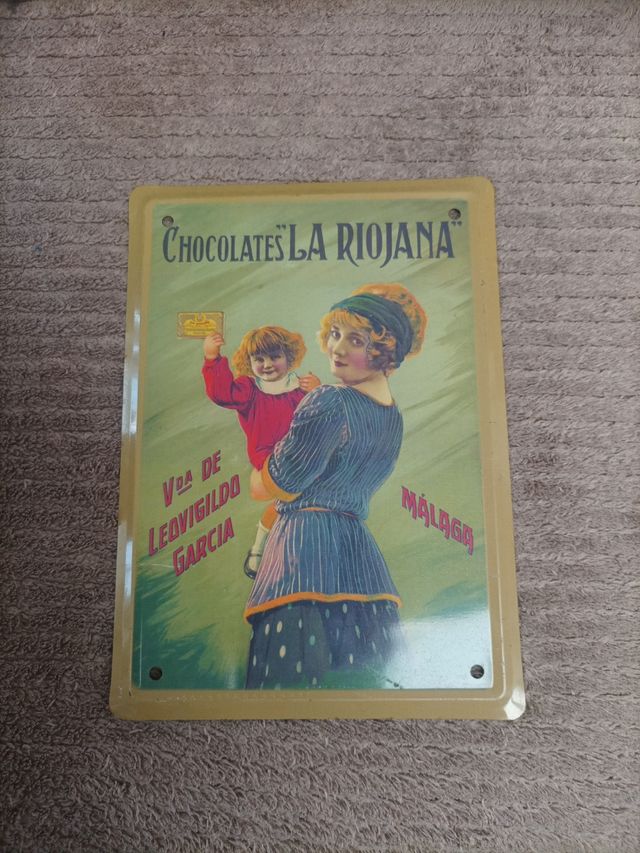 CHOCOLATES "LA RIOJANA"
VDA DE
LEOVIGILDO
GARCIA
MÁLAGA